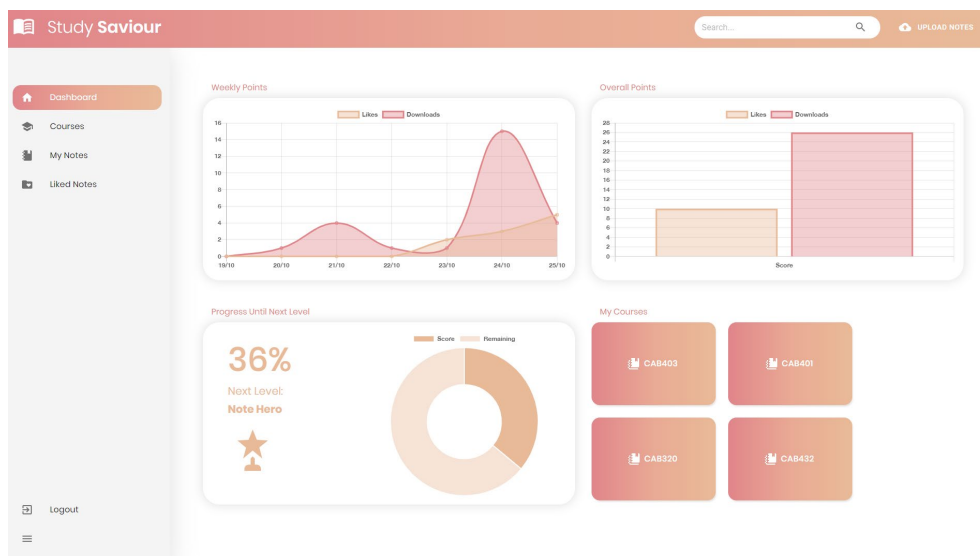 Study Saviour
Search...
UPLOAD NOTES
Dashboard
Courses
My Notes
Liked Notes
Logout
Weekly Points
Likes Downloads
16
14
12
10
8
6
4
2
0
19/10 20/10 21/10 22/10 23/10 24/10 25/10
Overall Points
Likes Downloads
28
26
24
22
20
18
16
14
12
10
8
6
4
2
0
Score
Progress Until Next Level
36%
Next Level:
Note Hero
Score Remaining
My Courses
CAB403 CAB401
CAB320 CAB432